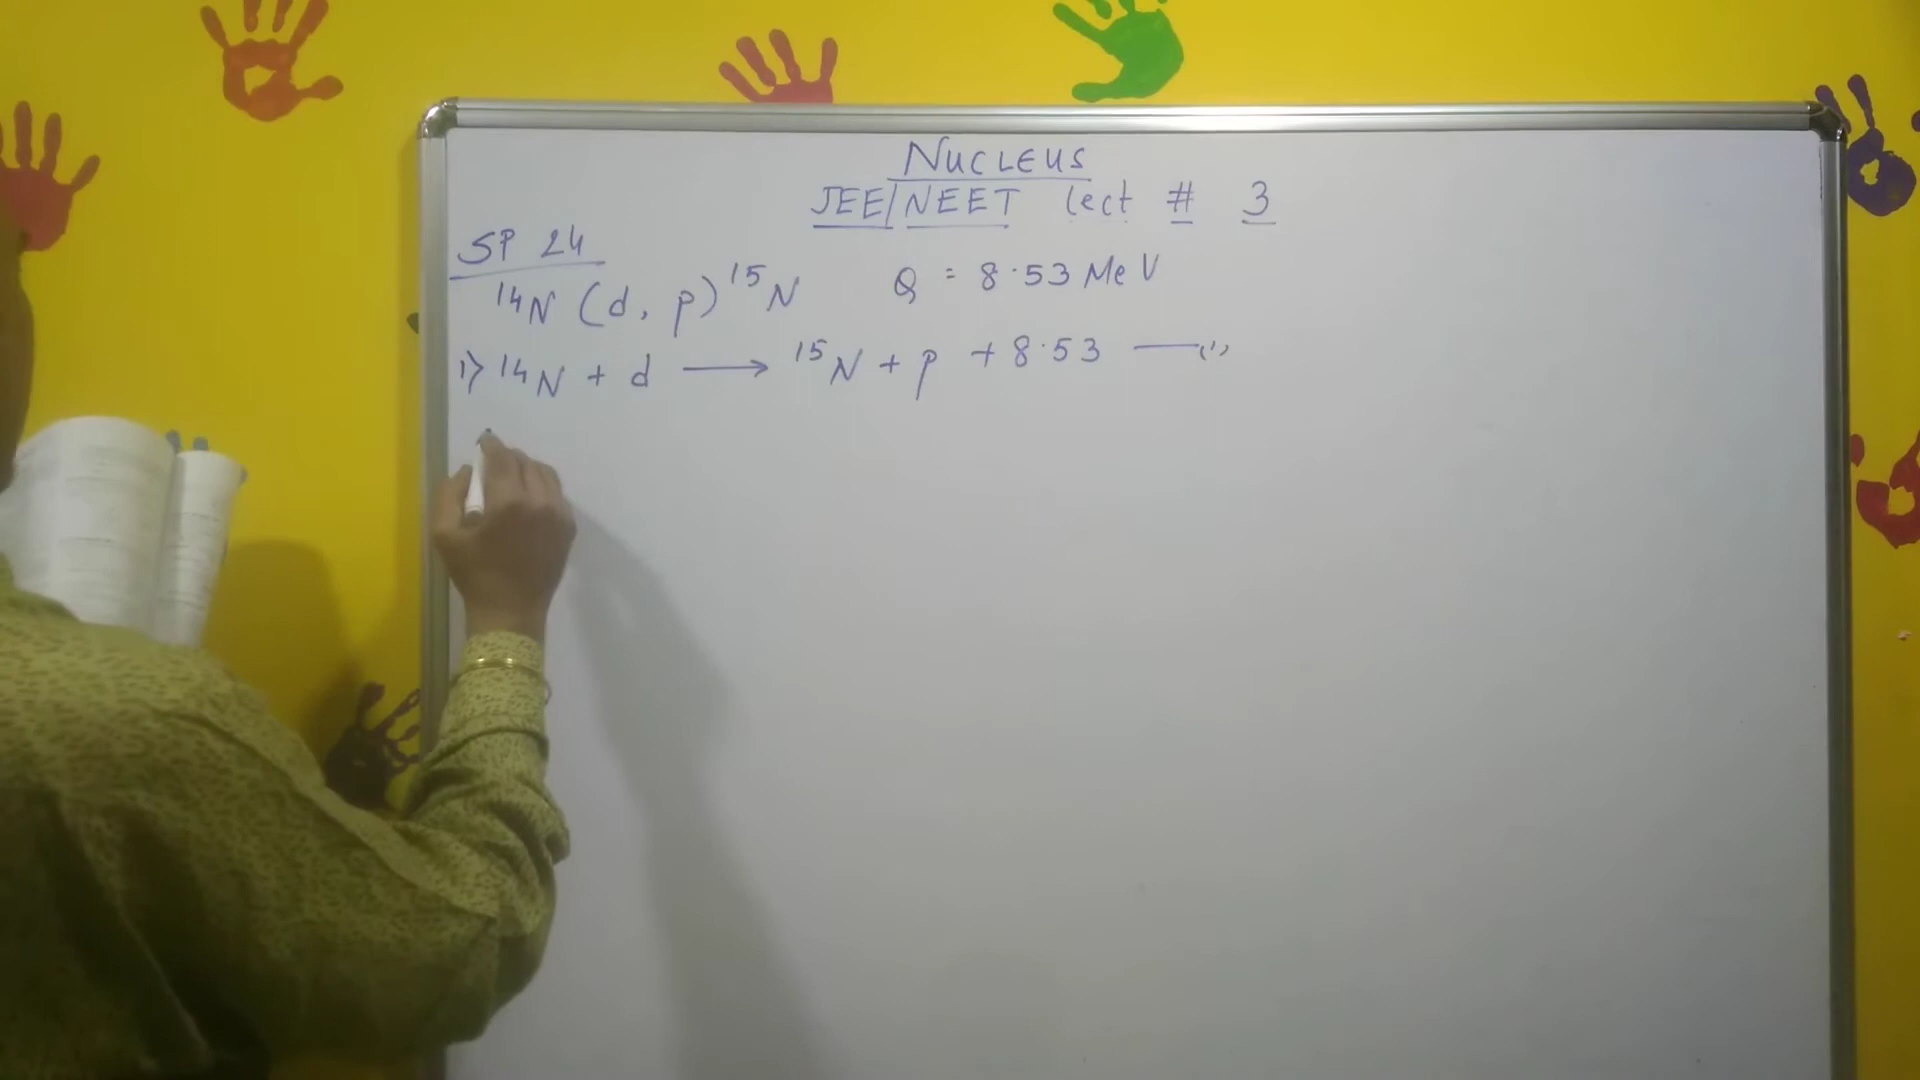 NUCLEUS
JEE/NEET Lect # 3
SP 24
¹⁴N (d, p) ¹⁵N Q = 8.53 MeV
1) ¹⁴N + d ⟶ ¹⁵N + p + 8.53 —(1)